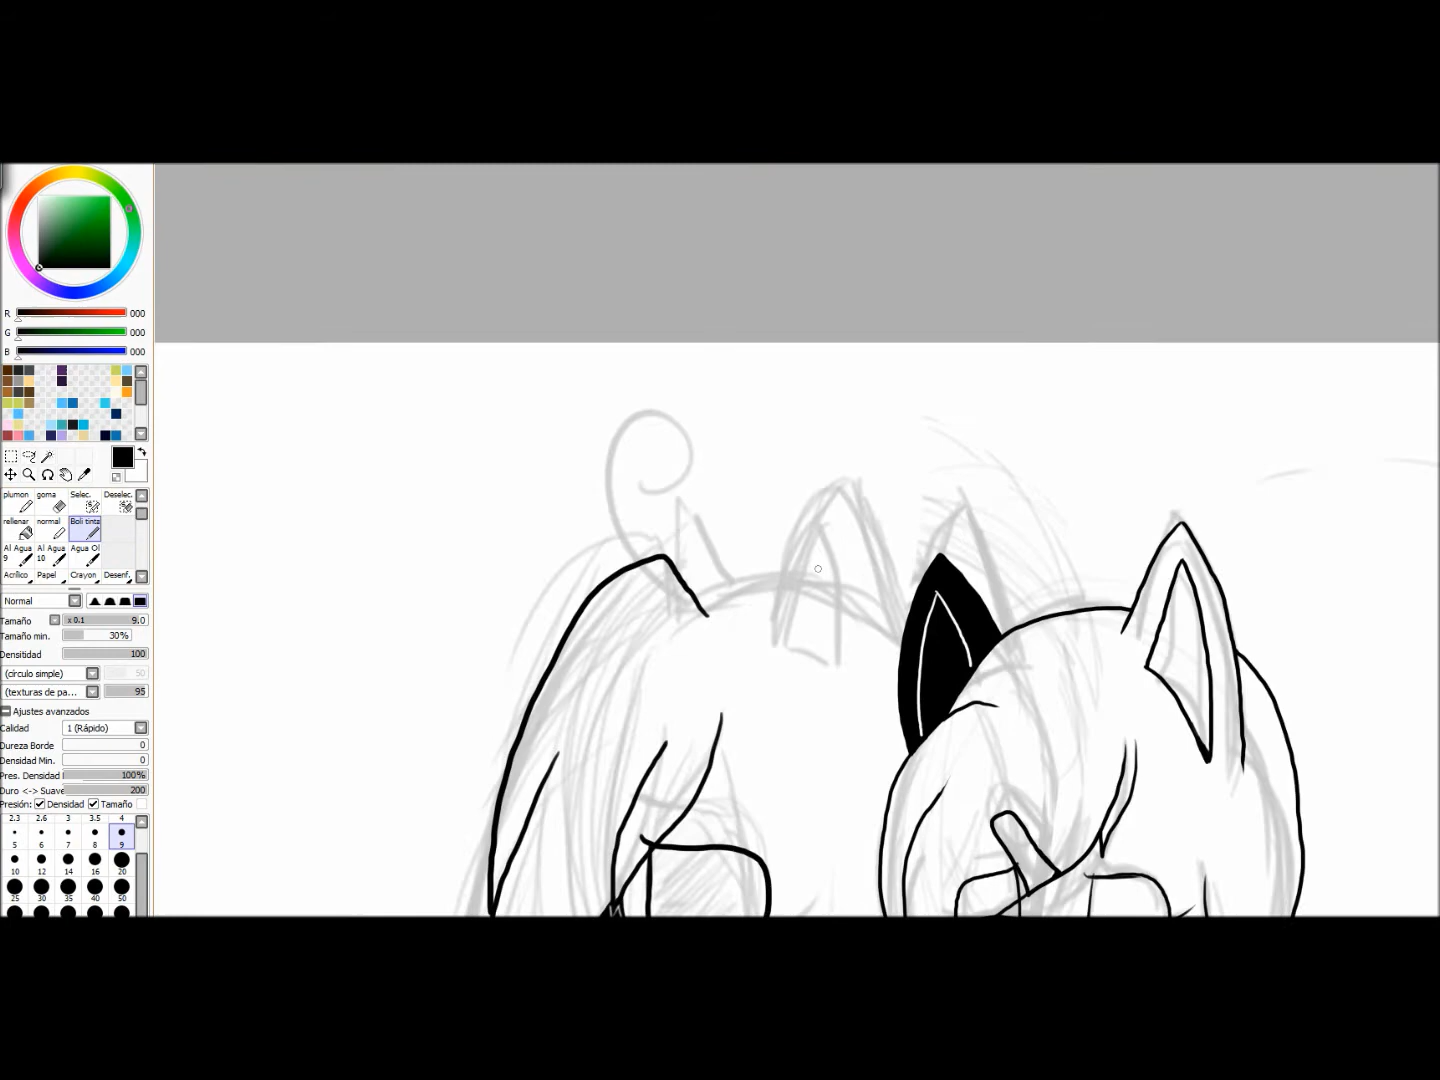 R 000
G 000
B 000
plumon goma Selec. Deselec.
rellenar normal Boli tinta
Al Agua 9 Al Agua 10 Agua Ol
Acrílico Papel Crayon Desenf.
Normal
Tamaño x 0.1 9.0
Tamaño min. 30%
Densitidad 100
(círculo simple) 50
(texturas de pa... 95
Ajustes avanzados
Calidad 1 (Rápido)
Dureza Borde 0
Densidad Min. 0
Pres. Densidad 100%
Duro <-> Suave 200
Presión: Densidad Tamaño
2.3 2.6 3 3.5 4
5 6 7 8 9
10 12 14 16 20
25 30 35 40 50